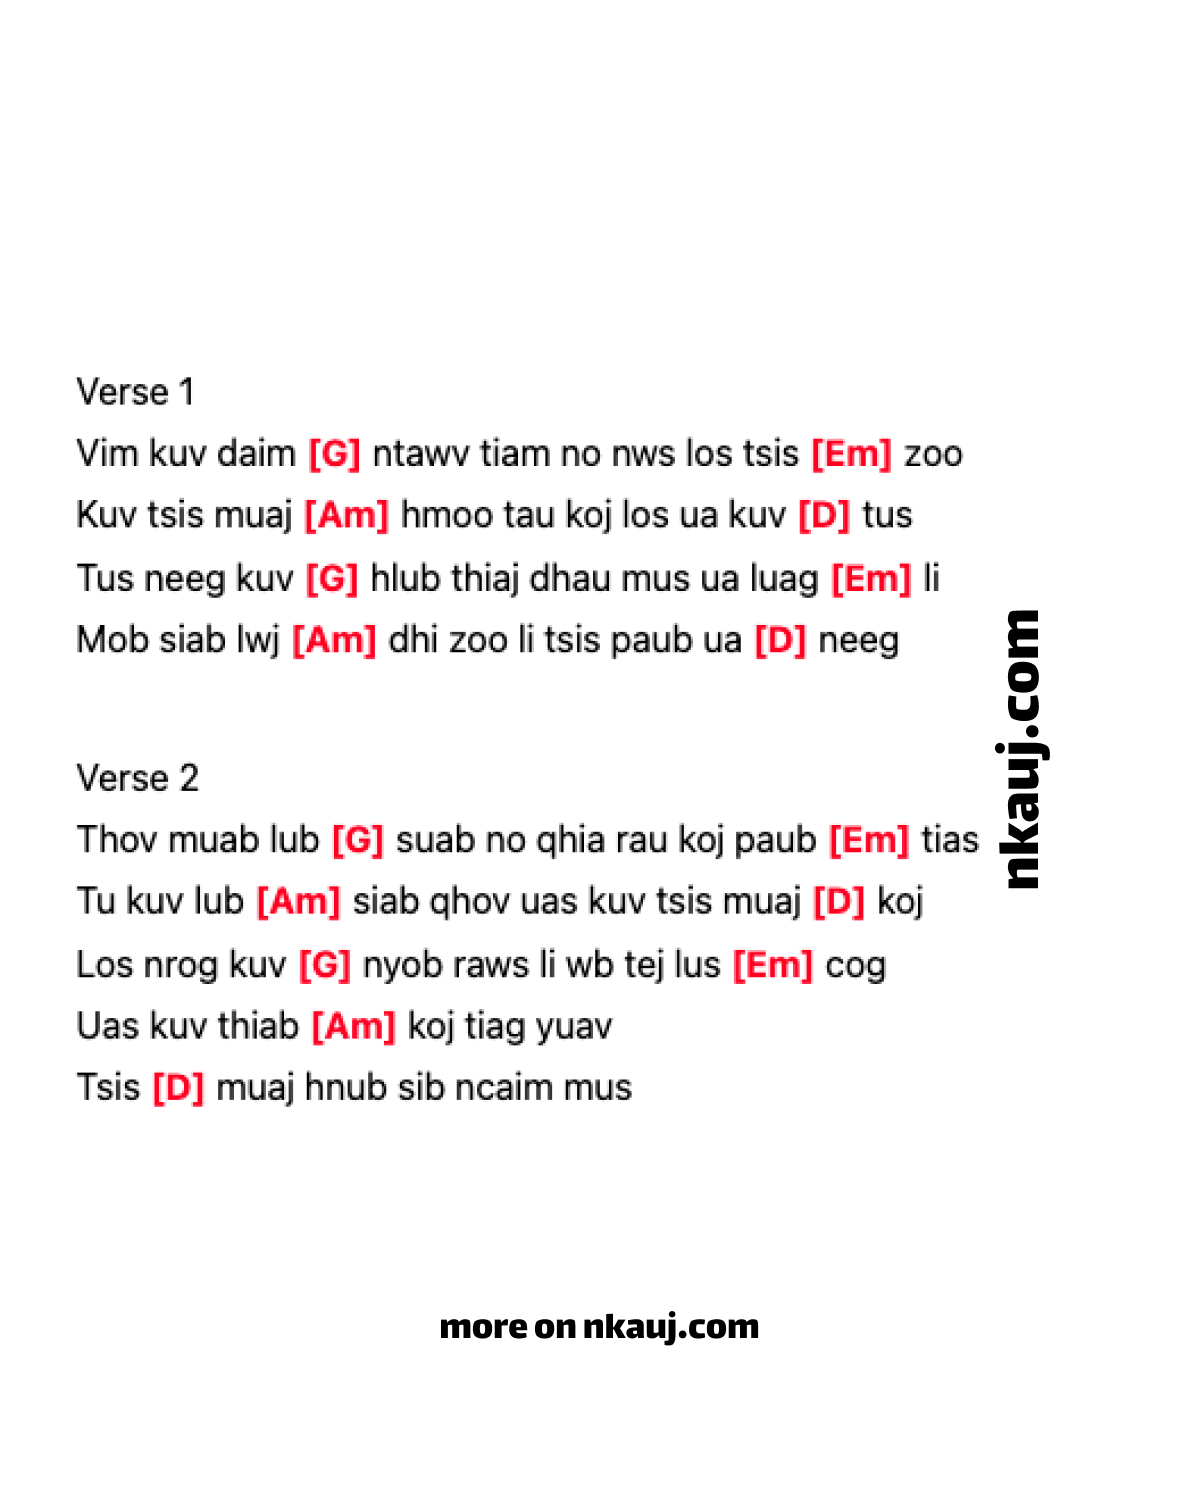 Verse 1
Vim kuv daim [G] ntawv tiam no nws los tsis [Em] zoo
Kuv tsis muaj [Am] hmoo tau koj los ua kuv [D] tus
Tus neeg kuv [G] hlub thiaj dhau mus ua luag [Em] li
Mob siab lwj [Am] dhi zoo li tsis paub ua [D] neeg
Verse 2
Thov muab lub [G] suab no qhia rau koj paub [Em] tias
Tu kuv lub [Am] siab qhov uas kuv tsis muaj [D] koj
Los nrog kuv [G] nyob raws li wb tej lus [Em] cog
Uas kuv thiab [Am] koj tiag yuav
Tsis [D] muaj hnub sib ncaim mus
nkauj.com
more on nkauj.com